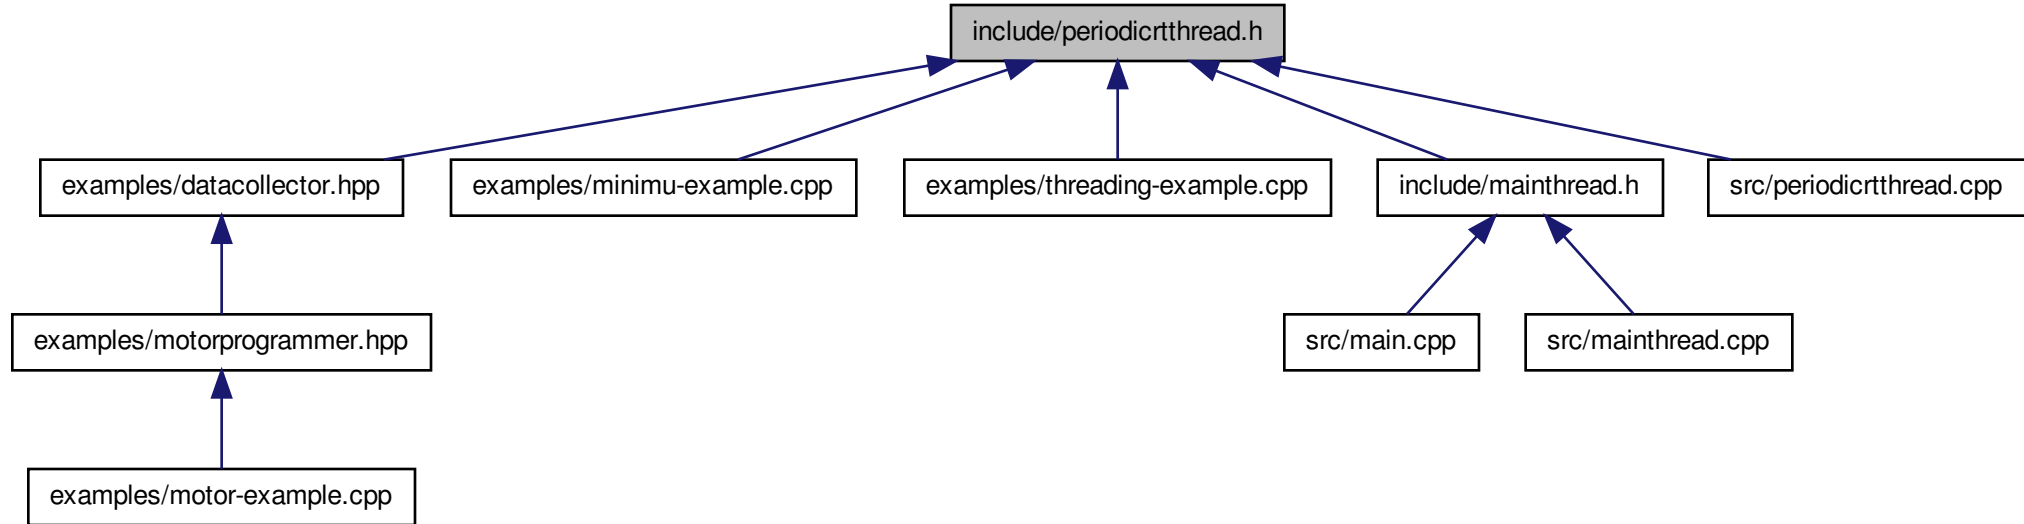 include/periodicrtthread.h
examples/datacollector.hpp
examples/minimu-example.cpp
examples/threading-example.cpp
include/mainthread.h
src/periodicrtthread.cpp
examples/motorprogrammer.hpp
src/main.cpp
src/mainthread.cpp
examples/motor-example.cpp